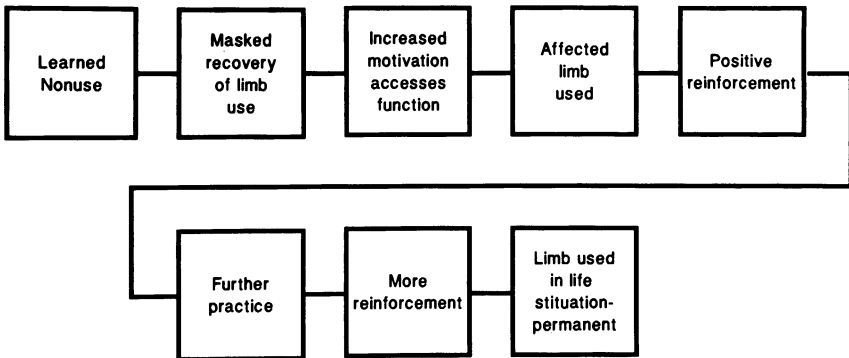 Learned
Nonuse
Masked
recovery
of limb
use
Increased
motivation
accesses
function
Affected
limb
used
Positive
reinforcement
Further
practice
More
reinforcement
Limb used
in life
stituation-
permanent